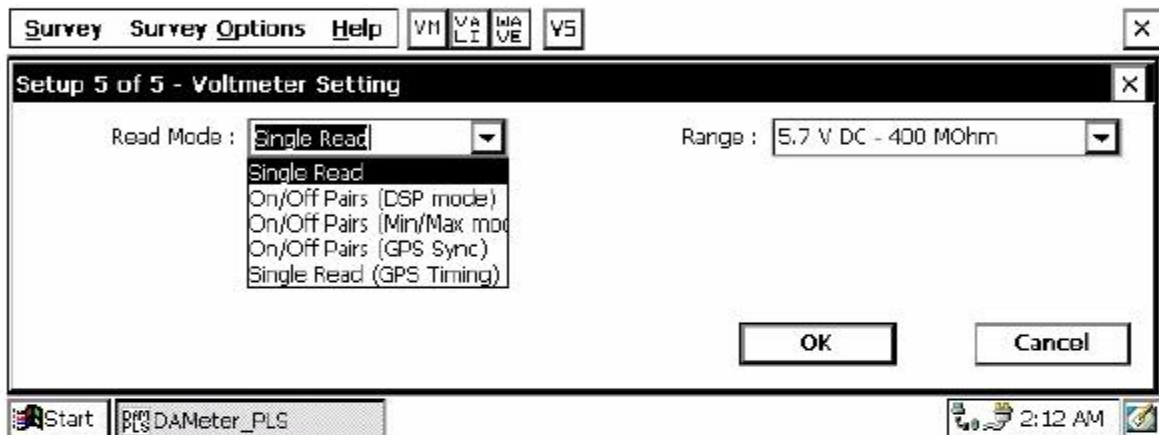 Survey Survey Options Help VM VA LI WA VE VS
Setup 5 of 5 - Voltmeter Setting
Read Mode : Single Read Range : 5.7 V DC - 400 MOhm
Single Read
On/Off Pairs (DSP mode)
On/Off Pairs (Min/Max mod
On/Off Pairs (GPS Sync)
Single Read (GPS Timing)
OK Cancel
Start DAMeter_PLS 2:12 AM